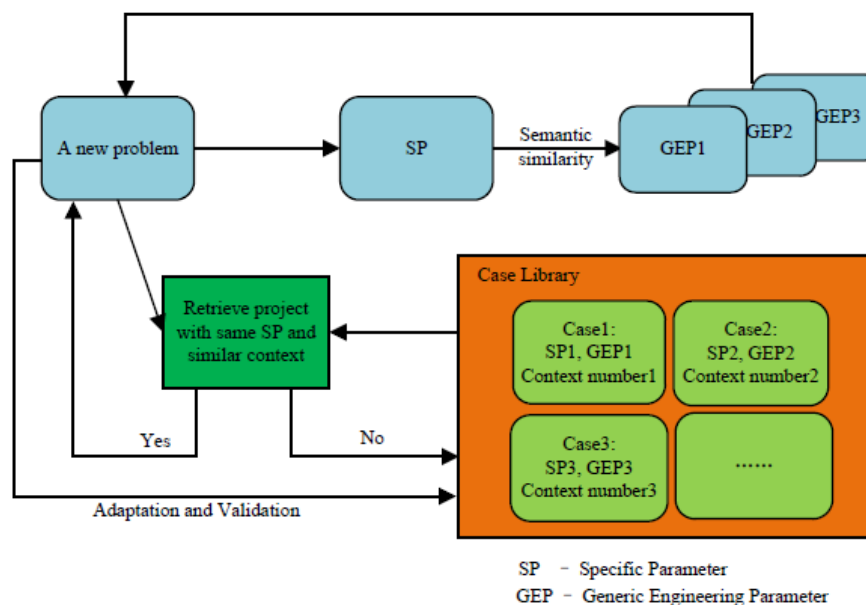 A new problem
SP
Semantic
similarity
GEP1
GEP2
GEP3
Retrieve project
with same SP and
similar context
Case Library
Case1:
SP1, GEP1
Context number1
Case2:
SP2, GEP2
Context number2
Yes
No
Case3:
SP3, GEP3
Context number3
......
Adaptation and Validation
SP - Specific Parameter
GEP - Generic Engineering Parameter